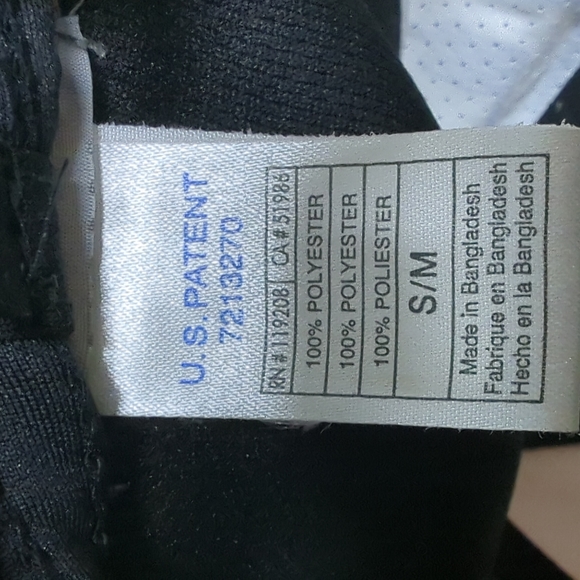 U.S.PATENT
7213270
RN# 119208 CA# 51986
100% POLYESTER
100% POLYESTER
100% POLIESTER
S/M
Made in Bangladesh
Fabrique en Bangladesh
Hecho en la Bangladesh